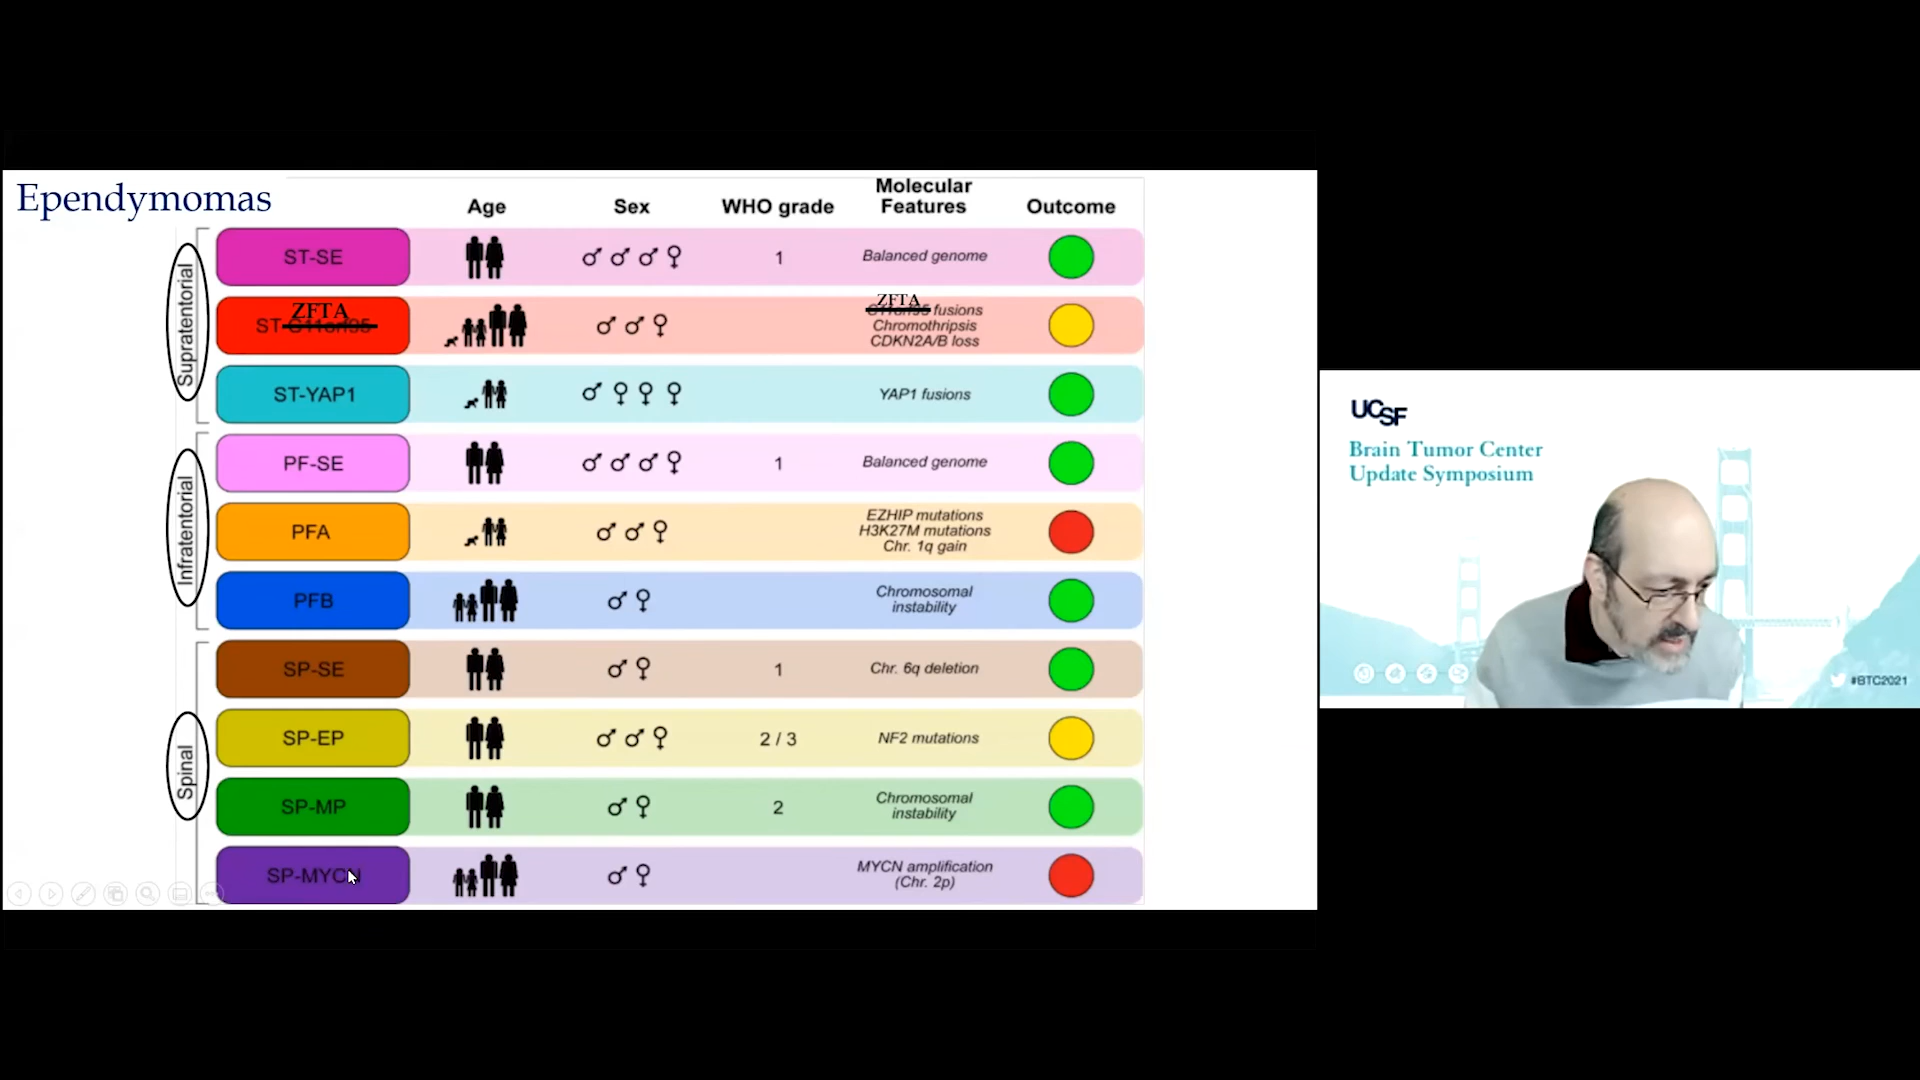 Ependymomas
Age
Sex
WHO grade
Molecular
Features
Outcome
Supratentorial
ST-SE
♂ ♂ ♂ ♀
1
Balanced genome
ZFTA
ST-C11orf95
♂ ♂ ♀
ZFTA
C11orf95 fusions
Chromothripsis
CDKN2A/B loss
ST-YAP1
♂ ♀ ♀ ♀
YAP1 fusions
Infratentorial
PF-SE
♂ ♂ ♂ ♀
1
Balanced genome
PFA
♂ ♂ ♀
EZHIP mutations
H3K27M mutations
Chr. 1q gain
PFB
♂ ♀
Chromosomal
instability
Spinal
SP-SE
♂ ♀
1
Chr. 6q deletion
SP-EP
♂ ♂ ♀
2 / 3
NF2 mutations
SP-MP
♂ ♀
2
Chromosomal
instability
SP-MYCN
♂ ♀
MYCN amplification
(Chr. 2p)
UCSF
Brain Tumor Center
Update Symposium
#BTC2021